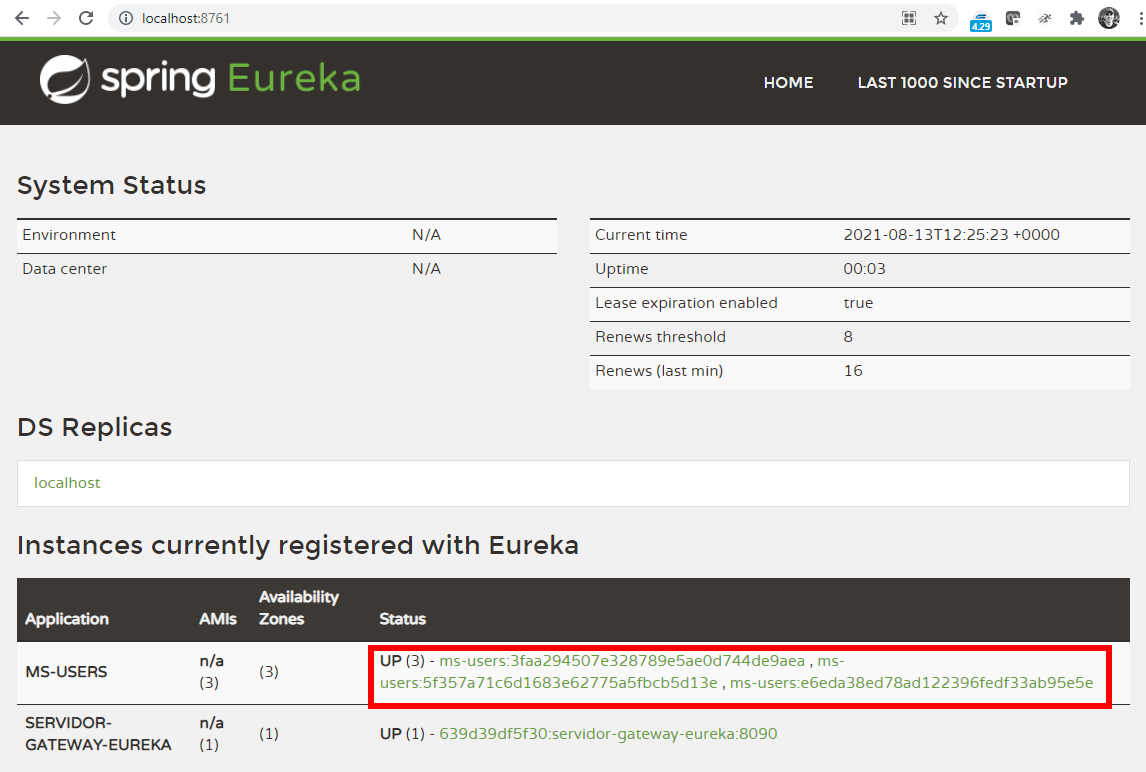 localhost:8761
4.29
spring Eureka
HOME LAST 1000 SINCE STARTUP
System Status
Environment N/A
Data center N/A
Current time 2021-08-13T12:25:23 +0000
Uptime 00:03
Lease expiration enabled true
Renews threshold 8
Renews (last min) 16
DS Replicas
localhost
Instances currently registered with Eureka
Application AMIs Availability Zones Status
MS-USERS n/a (3) (3) UP (3) - ms-users:3faa294507e328789e5ae0d744de9aea , ms-
users:5f357a71c6d1683e62775a5fbcb5d13e , ms-users:e6eda38ed78ad122396fedf33ab95e5e
SERVIDOR-
GATEWAY-EUREKA n/a (1) (1) UP (1) - 639d39df5f30:servidor-gateway-eureka:8090